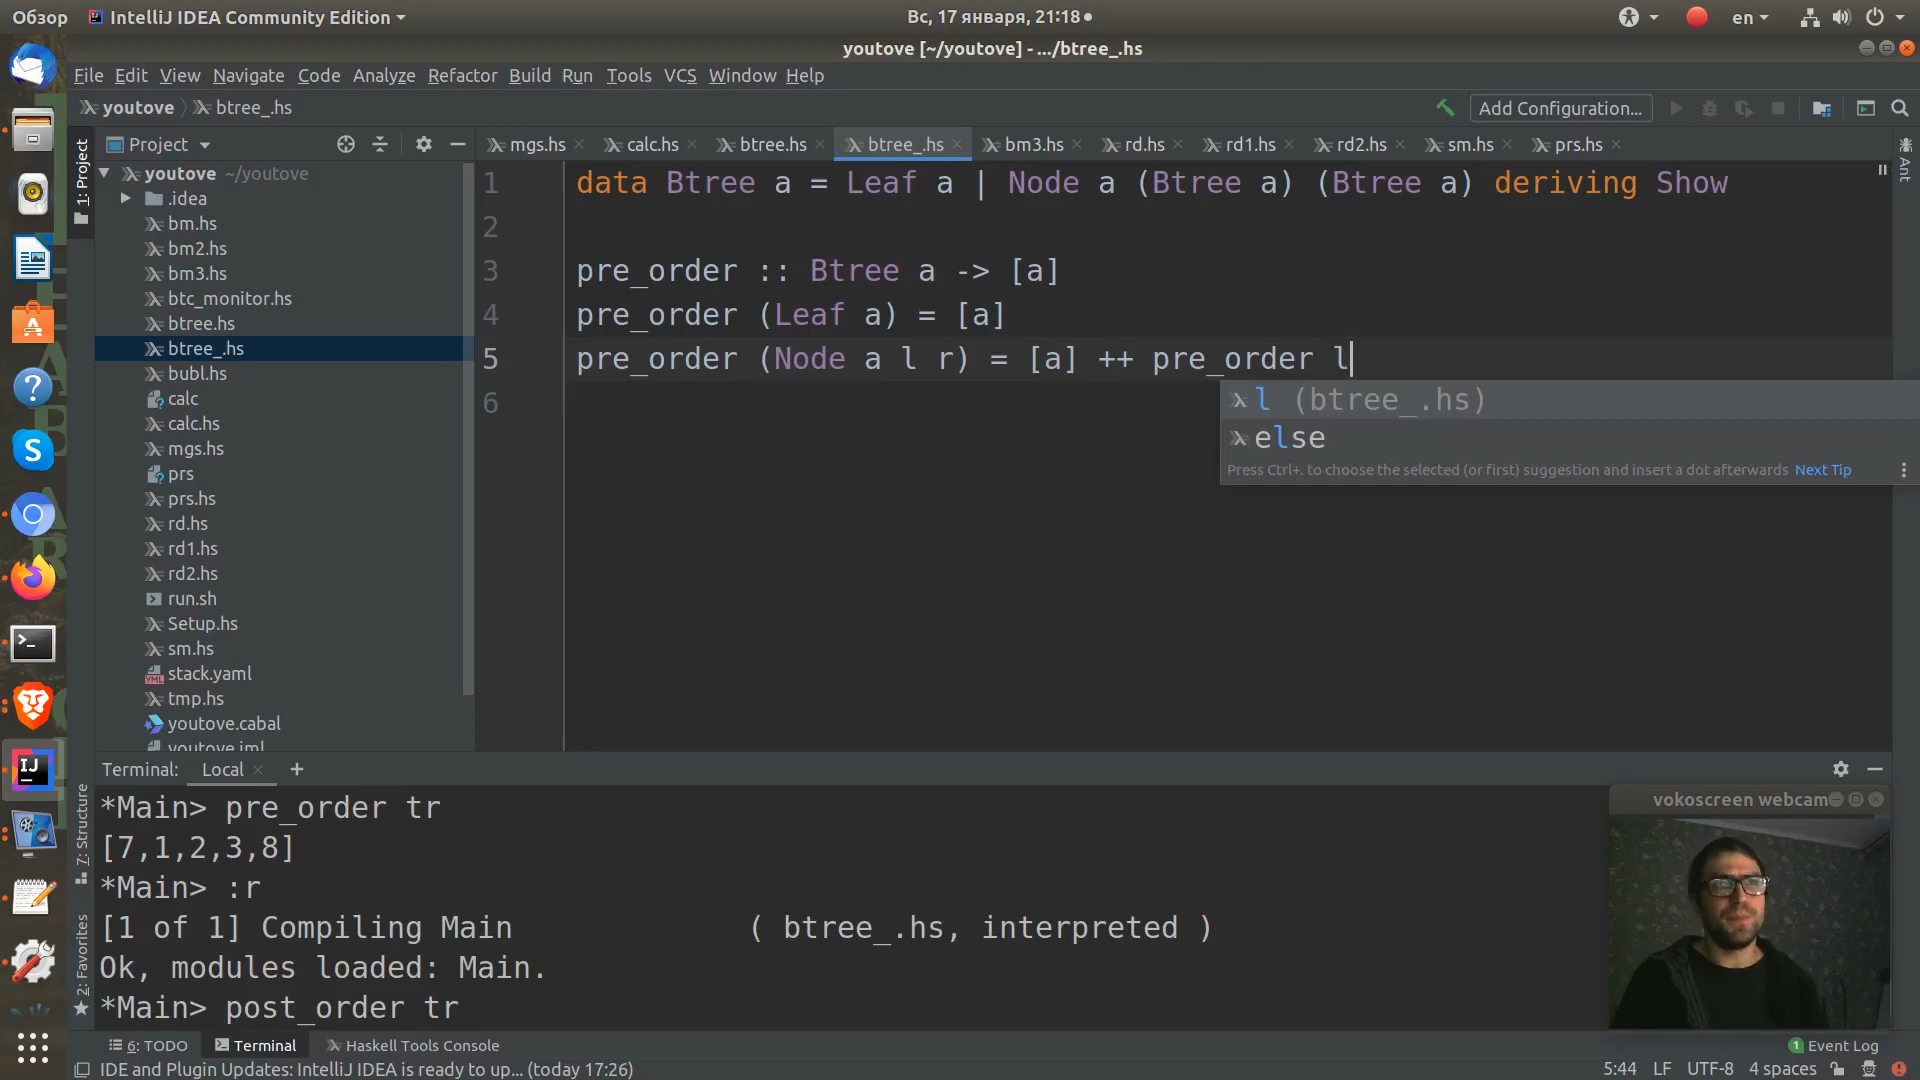 Обзор IntelliJ IDEA Community Edition Вс, 17 января, 21:18 en
youtove [~/youtove] - .../btree_.hs
File Edit View Navigate Code Analyze Refactor Build Run Tools VCS Window Help
youtove btree_.hs Add Configuration...
1: Project
Project
mgs.hs calc.hs btree.hs btree_.hs bm3.hs rd.hs rd1.hs rd2.hs sm.hs prs.hs
Ant
youtove ~/youtove
.idea
bm.hs
bm2.hs
bm3.hs
btc_monitor.hs
btree.hs
btree_.hs
bubl.hs
calc
calc.hs
mgs.hs
prs
prs.hs
rd.hs
rd1.hs
rd2.hs
run.sh
Setup.hs
sm.hs
stack.yaml
tmp.hs
youtove.cabal
youtove.iml
1 data Btree a = Leaf a | Node a (Btree a) (Btree a) deriving Show
2
3 pre_order :: Btree a -> [a]
4 pre_order (Leaf a) = [a]
5 pre_order (Node a l r) = [a] ++ pre_order l
6
l (btree_.hs)
else
Press Ctrl+. to choose the selected (or first) suggestion and insert a dot afterwards Next Tip
Terminal: Local +
7: Structure
2: Favorites
*Main> pre_order tr
[7,1,2,3,8]
*Main> :r
[1 of 1] Compiling Main ( btree_.hs, interpreted )
Ok, modules loaded: Main.
*Main> post_order tr
vokoscreen webcam
6: TODO Terminal Haskell Tools Console 1 Event Log
IDE and Plugin Updates: IntelliJ IDEA is ready to up... (today 17:26) 5:44 LF UTF-8 4 spaces